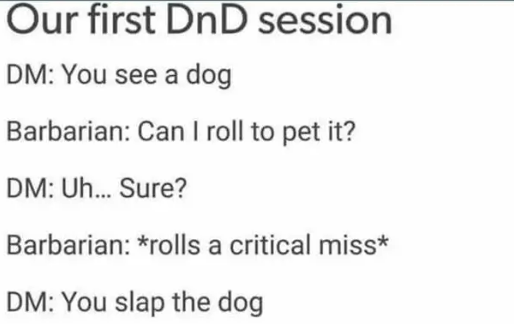 Our first DnD session
DM: You see a dog
Barbarian: Can I roll to pet it?
DM: Uh... Sure?
Barbarian: *rolls a critical miss*
DM: You slap the dog